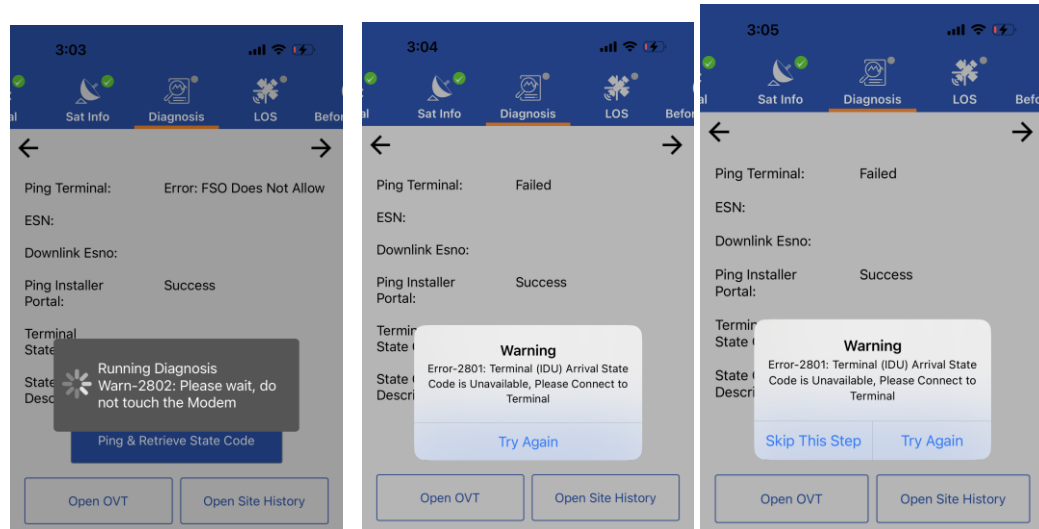 3:03
al
Sat Info
Diagnosis
LOS
Befor
Ping Terminal:
Error: FSO Does Not Allow
ESN:
Downlink Esno:
Ping Installer
Portal:
Success
Terminal
State
State
Desc
Running Diagnosis
Warn-2802: Please wait, do
not touch the Modem
Ping & Retrieve State Code
Open OVT
Open Site History
3:04
al
Sat Info
Diagnosis
LOS
Befor
Ping Terminal:
Failed
ESN:
Downlink Esno:
Ping Installer
Portal:
Success
Termin
State
State
Descri
Warning
Error-2801: Terminal (IDU) Arrival State
Code is Unavailable, Please Connect to
Terminal
Try Again
Open OVT
Open Site History
3:05
al
Sat Info
Diagnosis
LOS
Befo
Ping Terminal:
Failed
ESN:
Downlink Esno:
Ping Installer
Portal:
Success
Termin
State
State
Descri
Warning
Error-2801: Terminal (IDU) Arrival State
Code is Unavailable, Please Connect to
Terminal
Skip This Step
Try Again
Open OVT
Open Site History